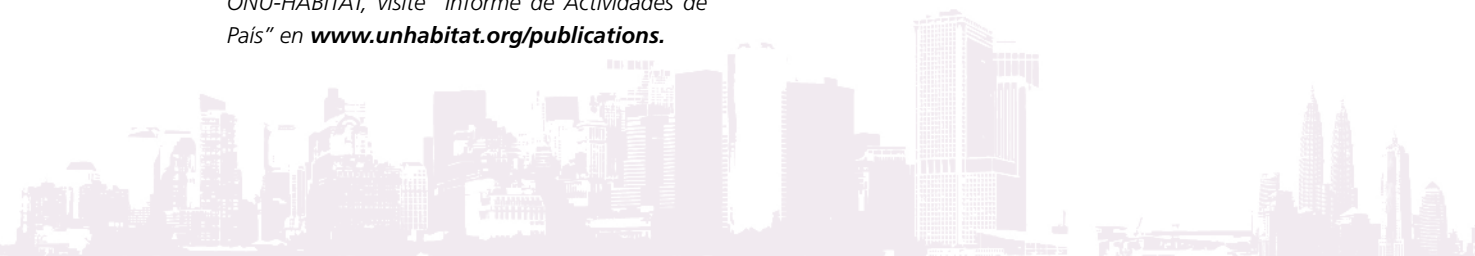 ONU-HABITAT, visite "Informe de Actividades de
País" en www.unhabitat.org/publications.